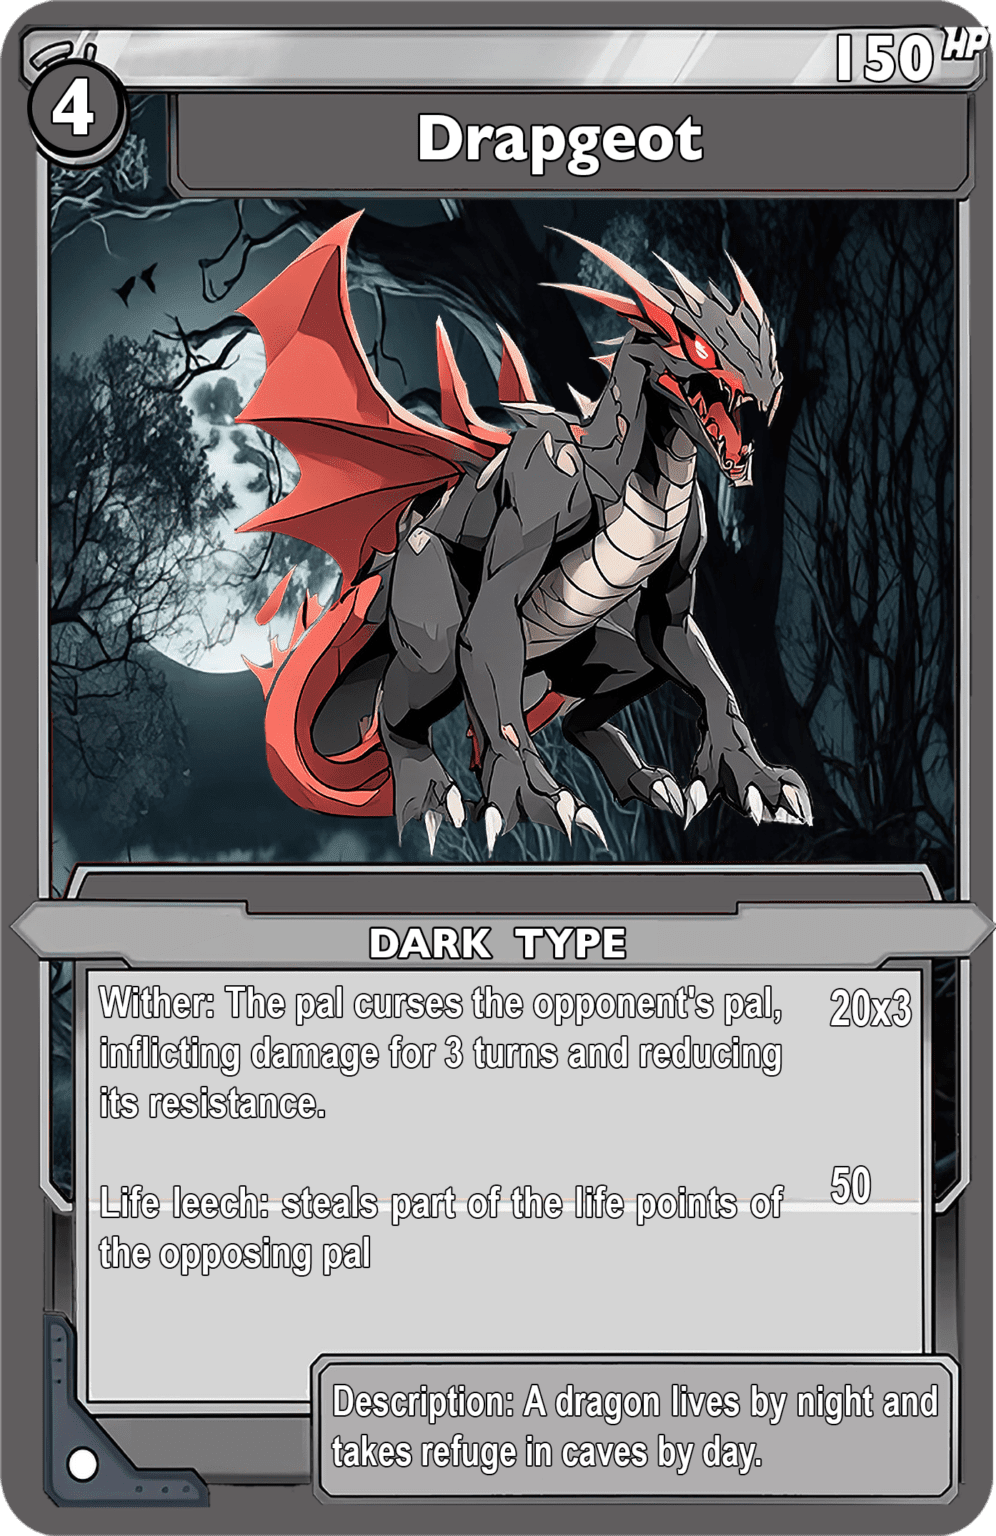 150 HP
4
Drapgeot
DARK TYPE
Wither: The pal curses the opponent's pal,
inflicting damage for 3 turns and reducing
its resistance.
20x3
Life leech: steals part of the life points of
the opposing pal
50
Description: A dragon lives by night and
takes refuge in caves by day.